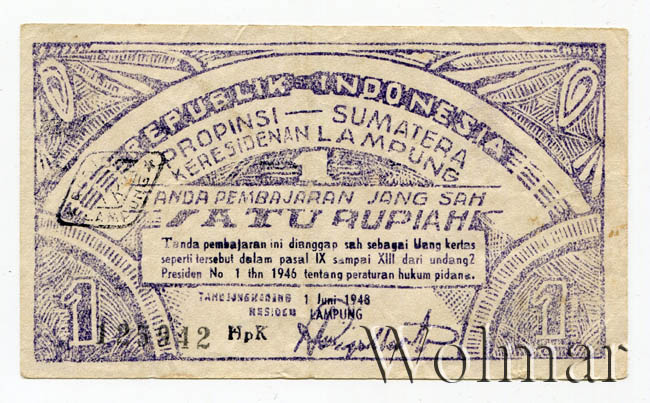 REPUBLIK-INDONESIA
PROPINSI — SUMATERA
KERESIDENAN LAMPUNG
1
TANDA PEMBAJARAN JANG SAH
SATU RUPIAH
Tanda pembajaran ini dianggap sah sebagai Uang kertas
seperti tersebut dalam pasal IX sampai XIII dari undang2
Presiden No 1 thn 1946 tentang peraturan hukum pidana.
1 Juni 1948
RESIDEN LAMPUNG
1
HpK
1
Wolmar